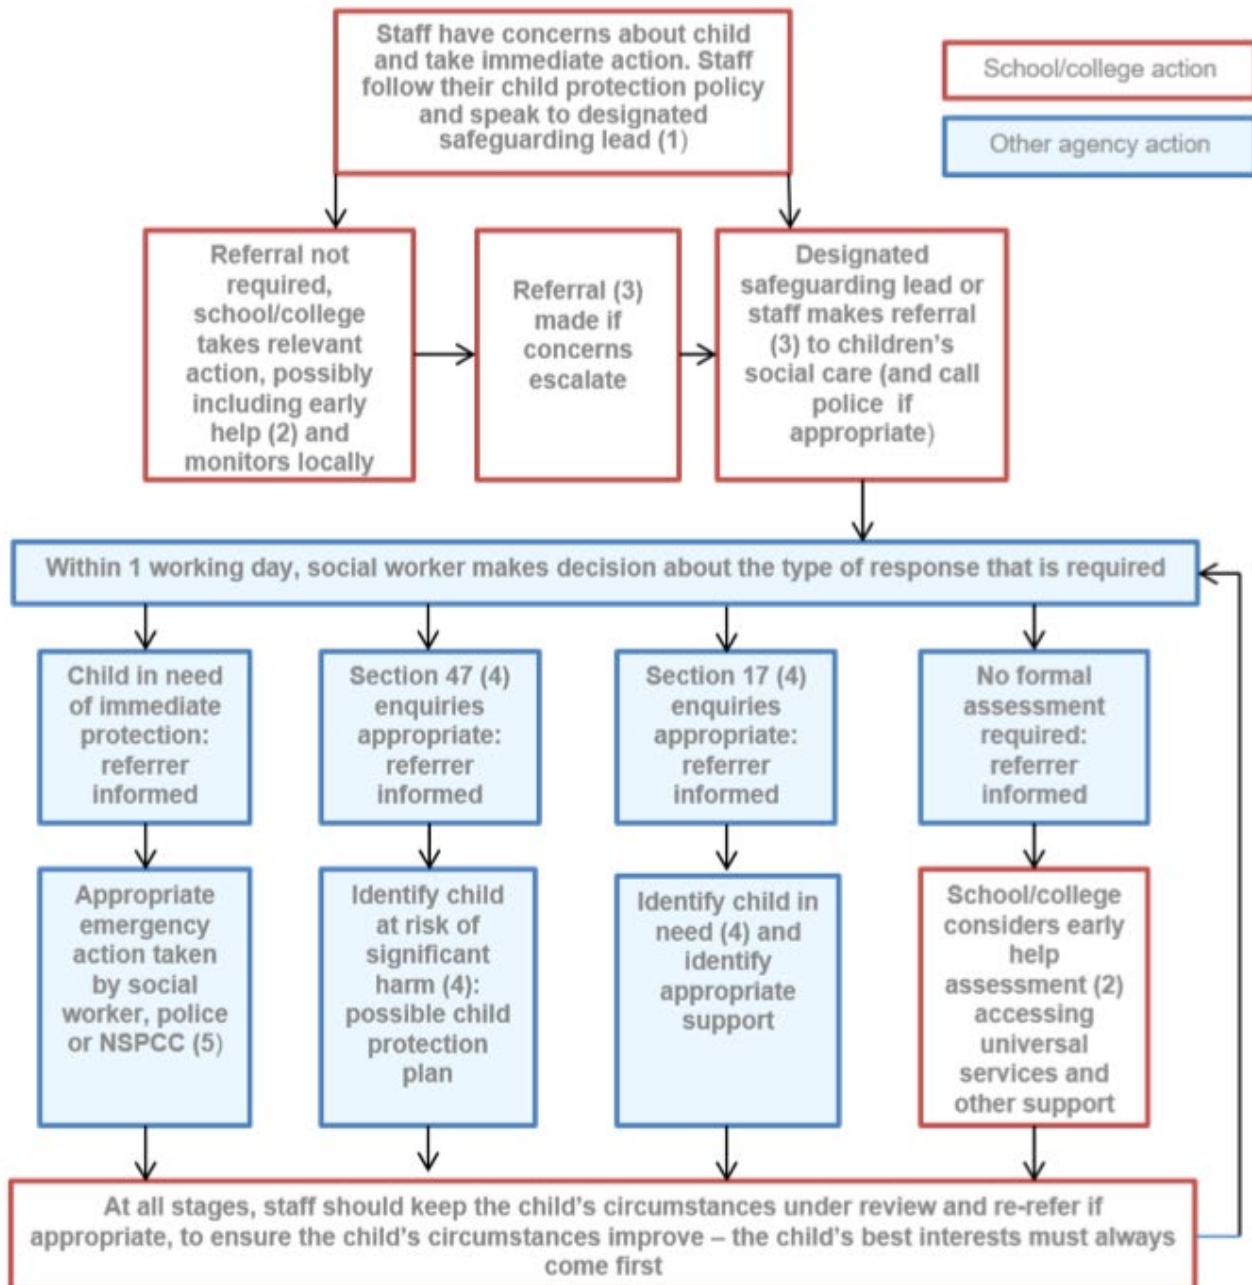 Staff have concerns about child
and take immediate action. Staff
follow their child protection policy
and speak to designated
safeguarding lead (1)
School/college action
Other agency action
Referral not
required,
school/college
takes relevant
action, possibly
including early
help (2) and
monitors locally
Referral (3)
made if
concerns
escalate
Designated
safeguarding lead or
staff makes referral
(3) to children's
social care (and call
police if
appropriate)
Within 1 working day, social worker makes decision about the type of response that is required
Child in need
of immediate
protection:
referrer
informed
Section 47 (4)
enquiries
appropriate:
referrer
informed
Section 17 (4)
enquiries
appropriate:
referrer
informed
No formal
assessment
required:
referrer
informed
Appropriate
emergency
action taken
by social
worker, police
or NSPCC (5)
Identify child
at risk of
significant
harm (4):
possible child
protection
plan
Identify child in
need (4) and
identify
appropriate
support
School/college
considers early
help
assessment (2)
accessing
universal
services and
other support
At all stages, staff should keep the child's circumstances under review and re-refer if
appropriate, to ensure the child's circumstances improve – the child's best interests must always
come first